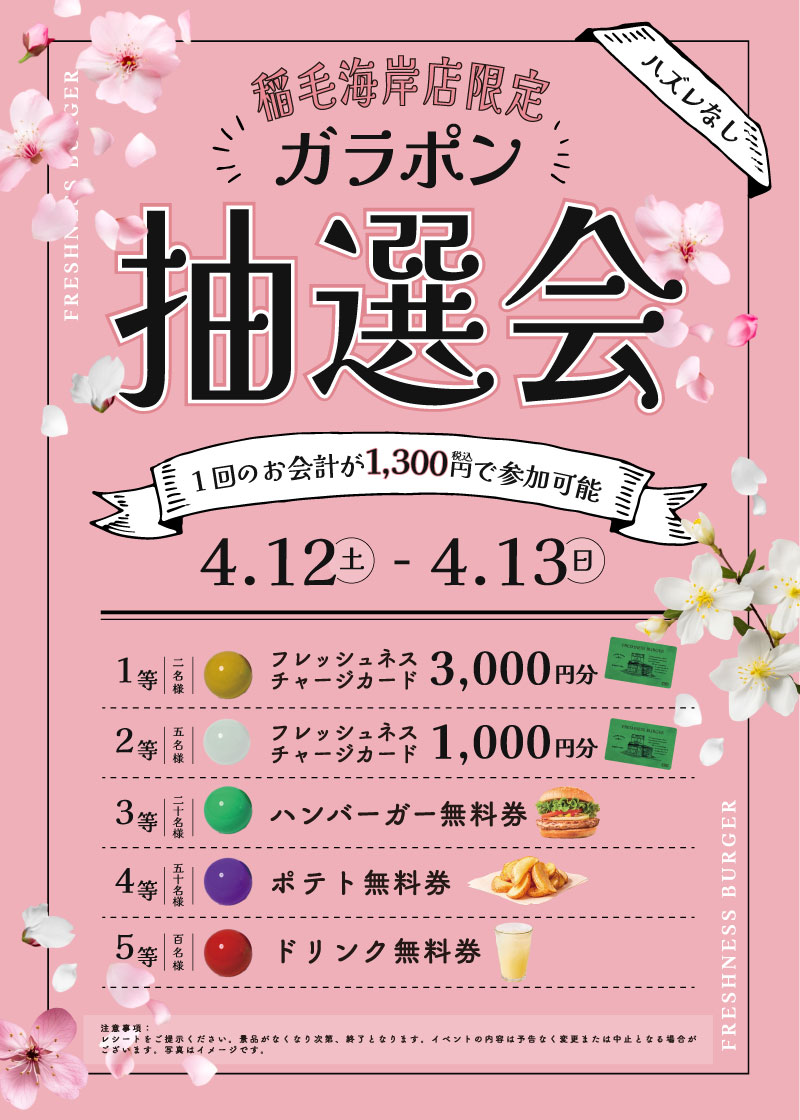 稲毛海岸店限定
ハズレなし
ガラポン
抽選会
FRESHNESS BURGER
1回のお会計が1,300円税込で参加可能
4.12土 - 4.13日
1等 二名様 フレッシュネス
チャージカード 3,000円分
2等 五名様 フレッシュネス
チャージカード 1,000円分
3等 二十名様 ハンバーガー無料券
4等 五十名様 ポテト無料券
5等 百名様 ドリンク無料券
FRESHNESS BURGER
注意事項：
レシートをご提示ください。景品がなくなり次第、終了となります。イベントの内容は予告なく変更または中止となる場合が
ございます。写真はイメージです。